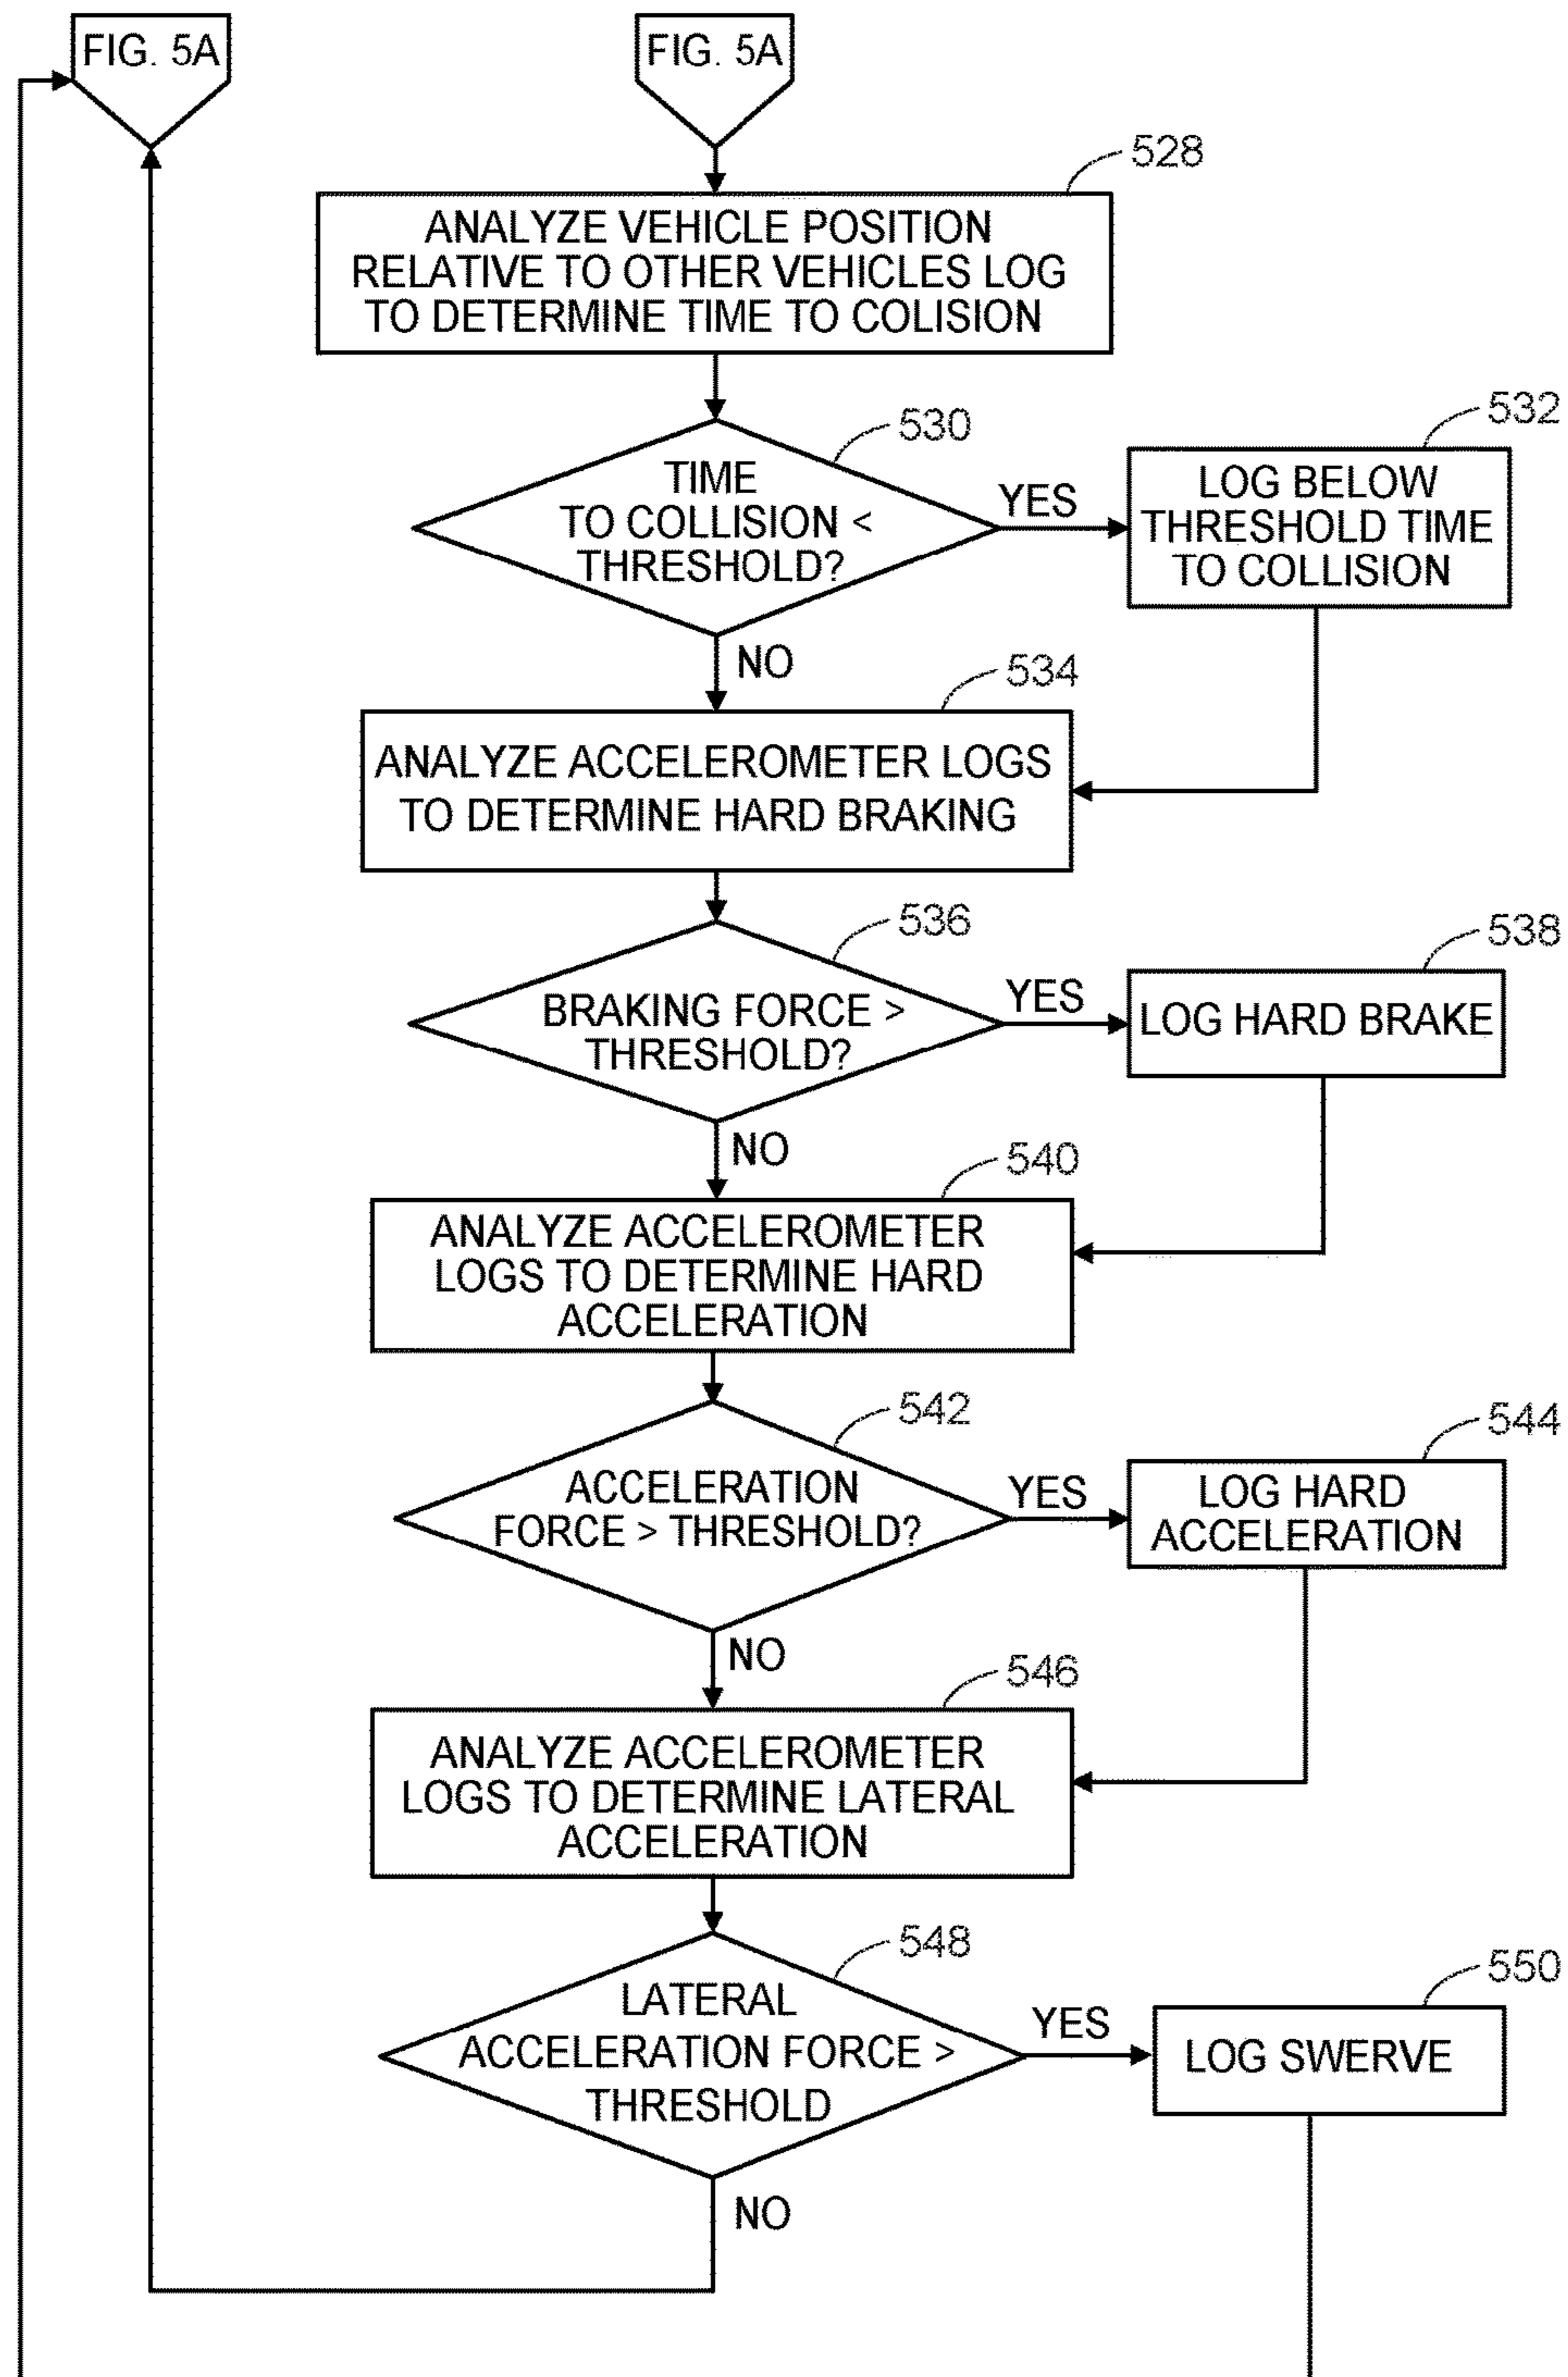 FIG. 5A
FIG. 5A
528
ANALYZE VEHICLE POSITION
RELATIVE TO OTHER VEHICLES LOG
TO DETERMINE TIME TO COLISION
530
TIME
TO COLLISION <
THRESHOLD?
YES
532
LOG BELOW
THRESHOLD TIME
TO COLLISION
NO
534
ANALYZE ACCELEROMETER LOGS
TO DETERMINE HARD BRAKING
536
BRAKING FORCE >
THRESHOLD?
YES
538
LOG HARD BRAKE
NO
540
ANALYZE ACCELEROMETER
LOGS TO DETERMINE HARD
ACCELERATION
542
ACCELERATION
FORCE > THRESHOLD?
YES
544
LOG HARD
ACCELERATION
NO
546
ANALYZE ACCELEROMETER
LOGS TO DETERMINE LATERAL
ACCELERATION
548
LATERAL
ACCELERATION FORCE >
THRESHOLD
YES
550
LOG SWERVE
NO